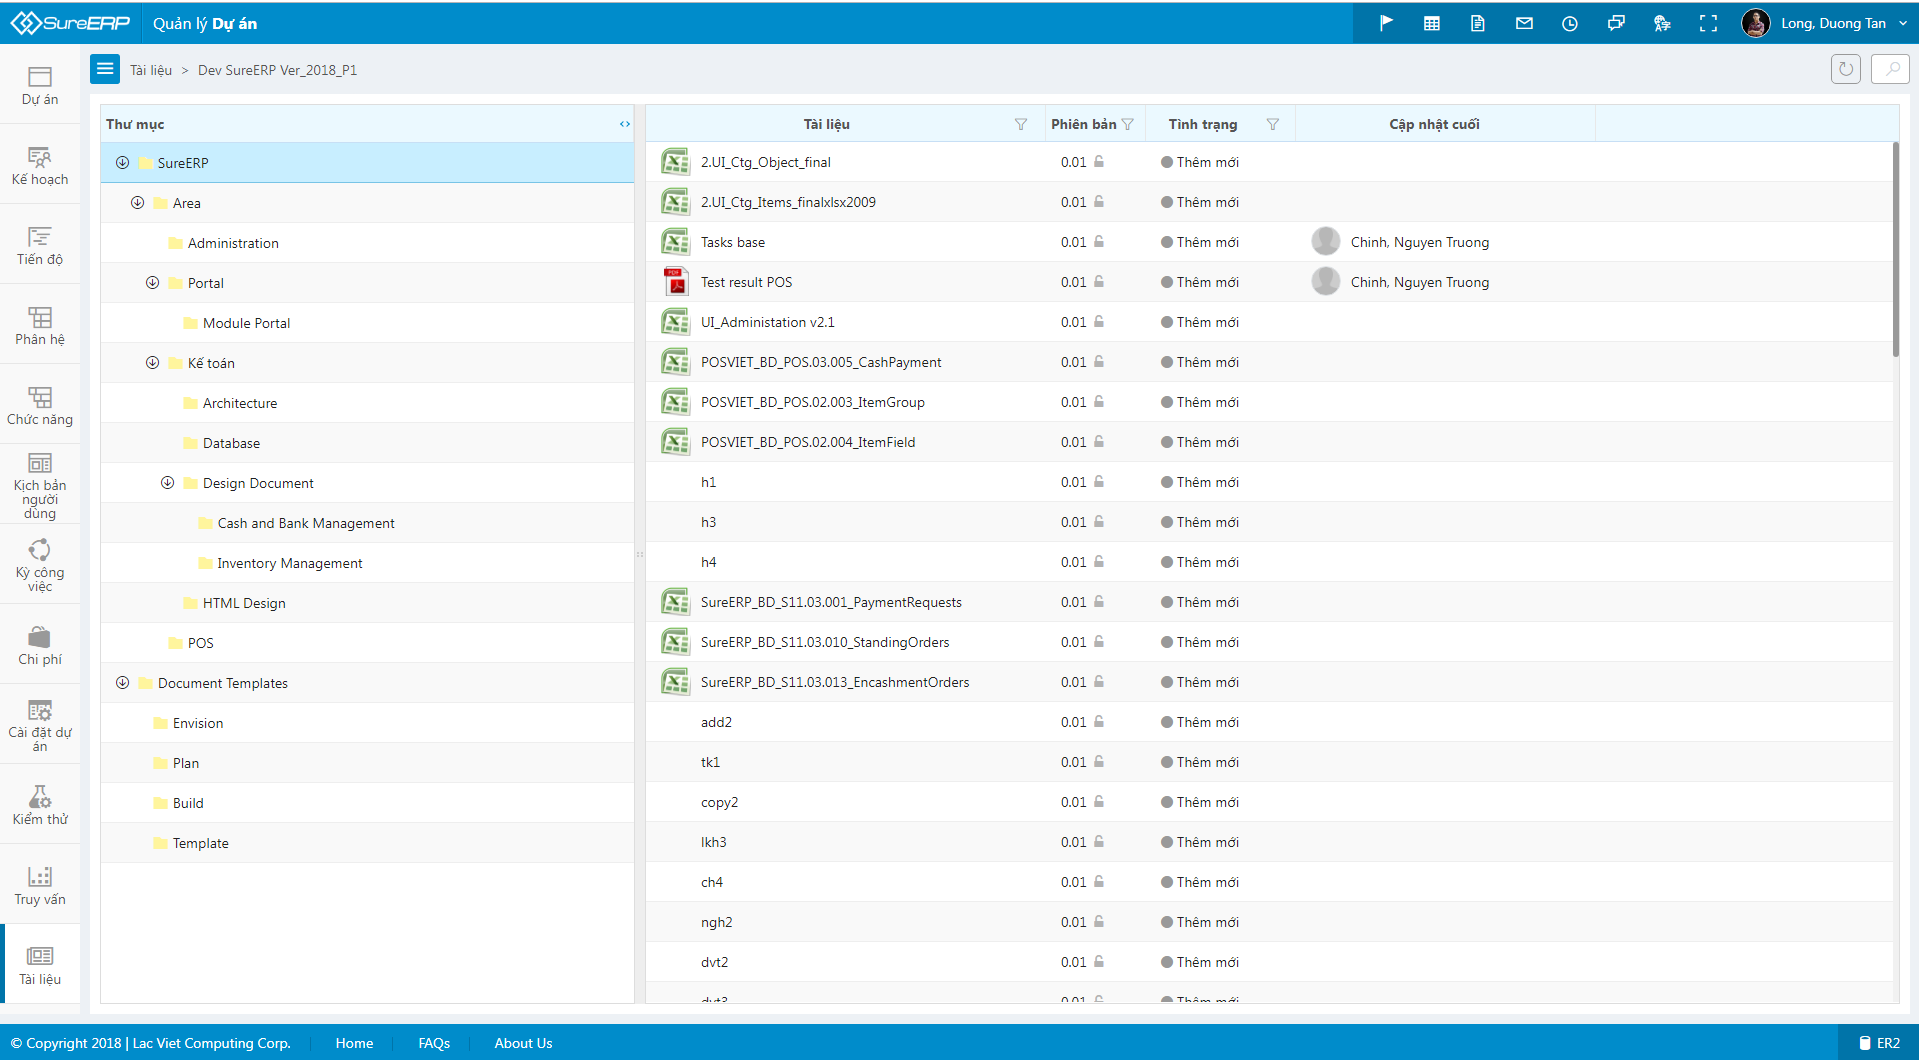 SureERP
Quản lý Dự án
Long, Duong Tan
Dự án
Kế hoạch
Tiến độ
Phân hệ
Chức năng
Kịch bản
người
dùng
Kỳ công
việc
Chi phí
Cài đặt dự
án
Kiểm thử
Truy vấn
Tài liệu
Tài liệu > Dev SureERP Ver_2018_P1
Thư mục
SureERP
Area
Administration
Portal
Module Portal
Kế toán
Architecture
Database
Design Document
Cash and Bank Management
Inventory Management
HTML Design
POS
Document Templates
Envision
Plan
Build
Template
Tài liệu Phiên bản Tình trạng Cập nhật cuối
2.UI_Ctg_Object_final 0.01 Thêm mới
2.UI_Ctg_Items_finalxlsx2009 0.01 Thêm mới
Tasks base 0.01 Thêm mới Chinh, Nguyen Truong
PDF Test result POS 0.01 Thêm mới Chinh, Nguyen Truong
UI_Administation v2.1 0.01 Thêm mới
POSVIET_BD_POS.03.005_CashPayment 0.01 Thêm mới
POSVIET_BD_POS.02.003_ItemGroup 0.01 Thêm mới
POSVIET_BD_POS.02.004_ItemField 0.01 Thêm mới
h1 0.01 Thêm mới
h3 0.01 Thêm mới
h4 0.01 Thêm mới
SureERP_BD_S11.03.001_PaymentRequests 0.01 Thêm mới
SureERP_BD_S11.03.010_StandingOrders 0.01 Thêm mới
SureERP_BD_S11.03.013_EncashmentOrders 0.01 Thêm mới
add2 0.01 Thêm mới
tk1 0.01 Thêm mới
copy2 0.01 Thêm mới
lkh3 0.01 Thêm mới
ch4 0.01 Thêm mới
ngh2 0.01 Thêm mới
dvt2 0.01 Thêm mới
dvt3 0.01 Thêm mới
© Copyright 2018 | Lac Viet Computing Corp. Home FAQs About Us ER2